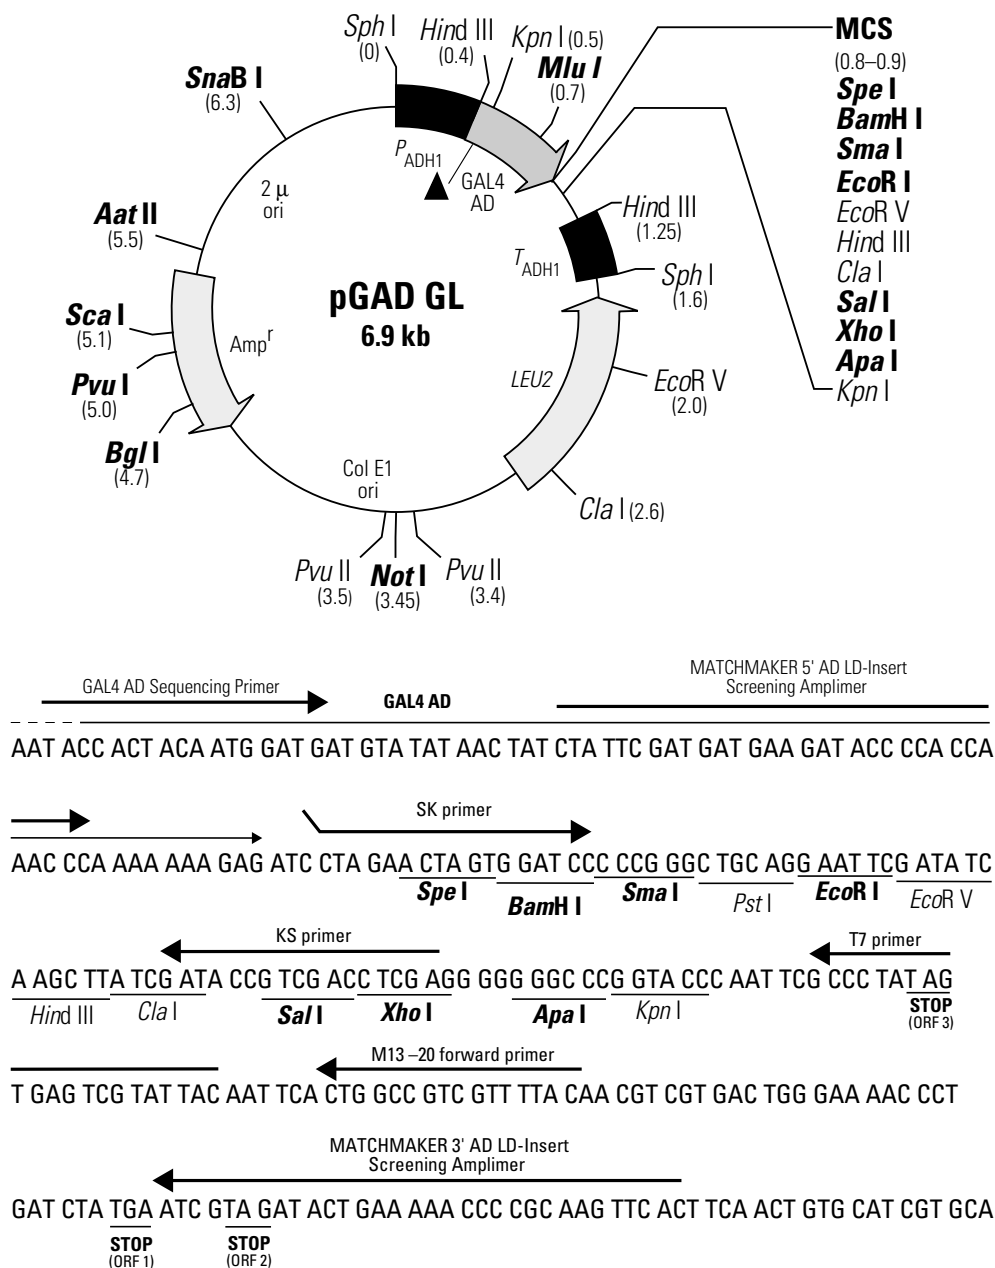 Sph I
(0)
Hind III
(0.4)
Kpn I (0.5)
Mlu I
(0.7)
MCS
(0.8–0.9)
Spe I
BamH I
Sma I
EcoR I
EcoR V
Hind III
Cla I
Sal I
Xho I
Apa I
Kpn I
SnaB I
(6.3)
PADH1
GAL4
AD
2 μ
ori
Aat II
(5.5)
Hind III
(1.25)
TADH1
Sph I
(1.6)
pGAD GL
6.9 kb
Sca I
(5.1)
Ampr
Pvu I
(5.0)
LEU2
EcoR V
(2.0)
Bgl I
(4.7)
Col E1
ori
Cla I (2.6)
Pvu II
(3.5)
Not I
(3.45)
Pvu II
(3.4)
GAL4 AD Sequencing Primer
GAL4 AD
MATCHMAKER 5' AD LD-Insert
Screening Amplimer
AAT ACC ACT ACA ATG GAT GAT GTA TAT AAC TAT CTA TTC GAT GAT GAA GAT ACC CCA CCA
SK primer
AAC CCA AAA AAA GAG ATC CTA GAA CTA GTG GAT CCC CCG GGC TGC AGG AAT TCG ATA TC
Spe I
BamH I
Sma I
Pst I
EcoR I
EcoR V
KS primer
T7 primer
A AGC TTA TCG ATA CCG TCG ACC TCG AGG GGG GGC CCG GTA CCC AAT TCG CCC TAT AG
Hind III
Cla I
Sal I
Xho I
Apa I
Kpn I
STOP
(ORF 3)
M13 –20 forward primer
T GAG TCG TAT TAC AAT TCA CTG GCC GTC GTT TTA CAA CGT CGT GAC TGG GAA AAC CCT
MATCHMAKER 3' AD LD-Insert
Screening Amplimer
GAT CTA TGA ATC GTA GAT ACT GAA AAA CCC CGC AAG TTC ACT TCA ACT GTG CAT CGT GCA
STOP
(ORF 1)
STOP
(ORF 2)